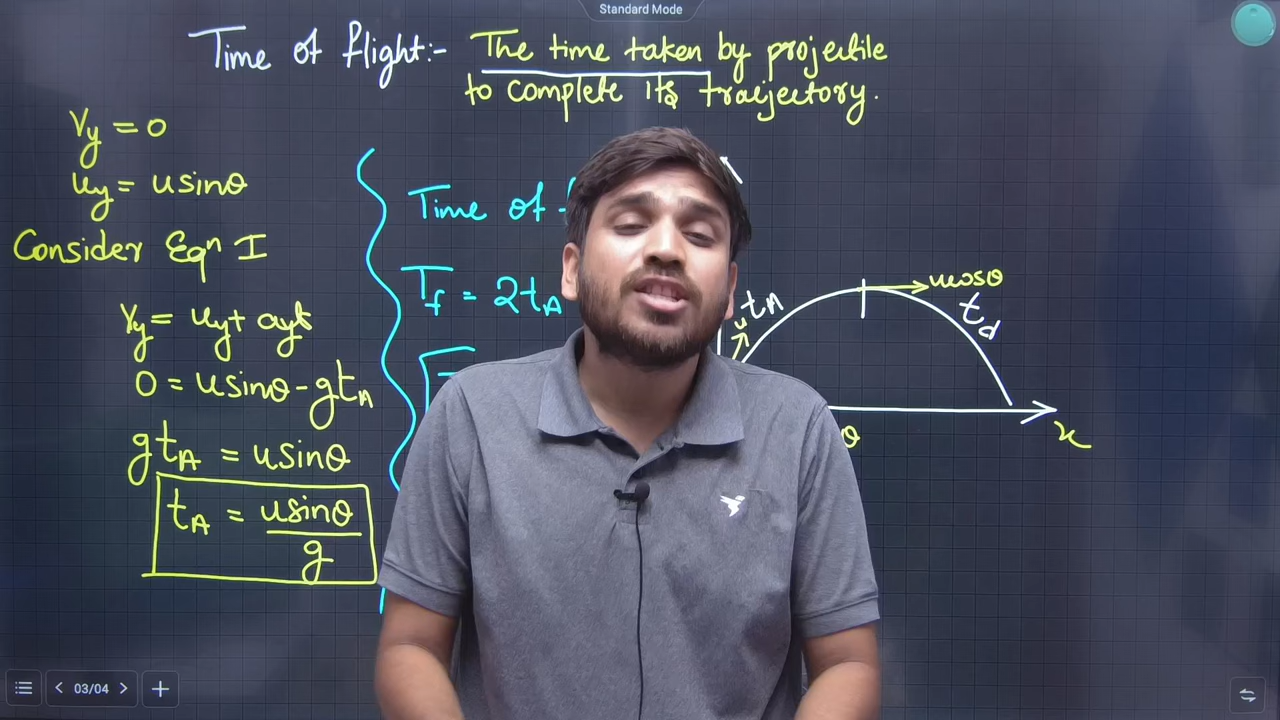 Standard Mode
Time of flight:- The time taken by projectile
to complete its trajectory.
Vy = 0
uy = usinθ
Consider Eqⁿ I
Vy = uy + ayt
0 = usinθ - gtA
gtA = usinθ
tA = usinθ/g
Time of
Tf = 2tA
ucosθ
tA
u
td
θ
x
03/04